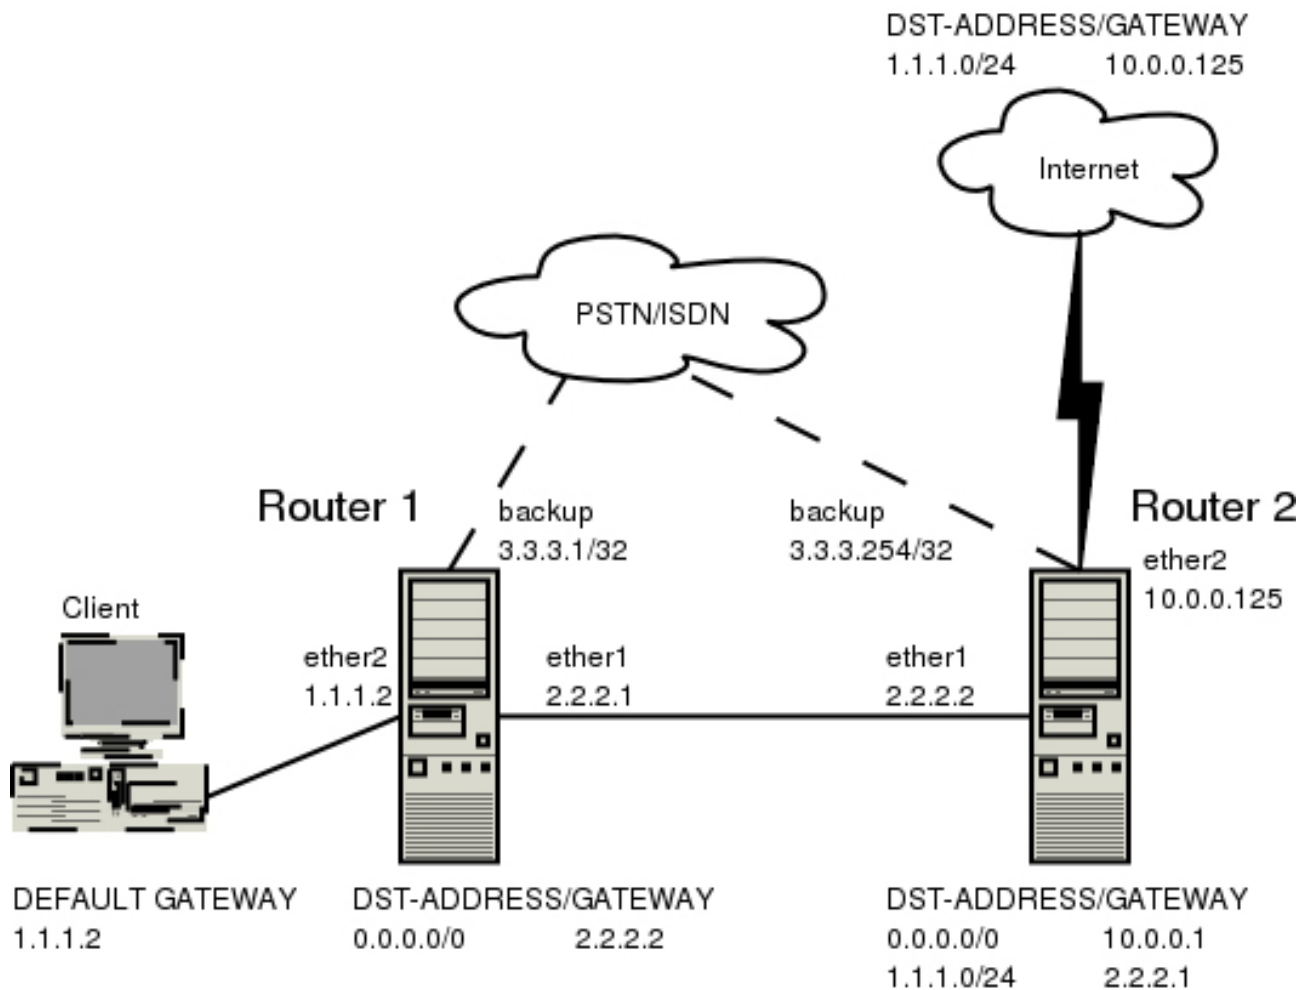 DST-ADDRESS/GATEWAY
1.1.1.0/24 10.0.0.125
Internet
PSTN/ISDN
Router 1
backup
3.3.3.1/32
backup
3.3.3.254/32
Router 2
ether2
10.0.0.125
Client
ether2
1.1.1.2
ether1
2.2.2.1
ether1
2.2.2.2
DEFAULT GATEWAY
1.1.1.2
DST-ADDRESS/GATEWAY
0.0.0.0/0 2.2.2.2
DST-ADDRESS/GATEWAY
0.0.0.0/0 10.0.0.1
1.1.1.0/24 2.2.2.1